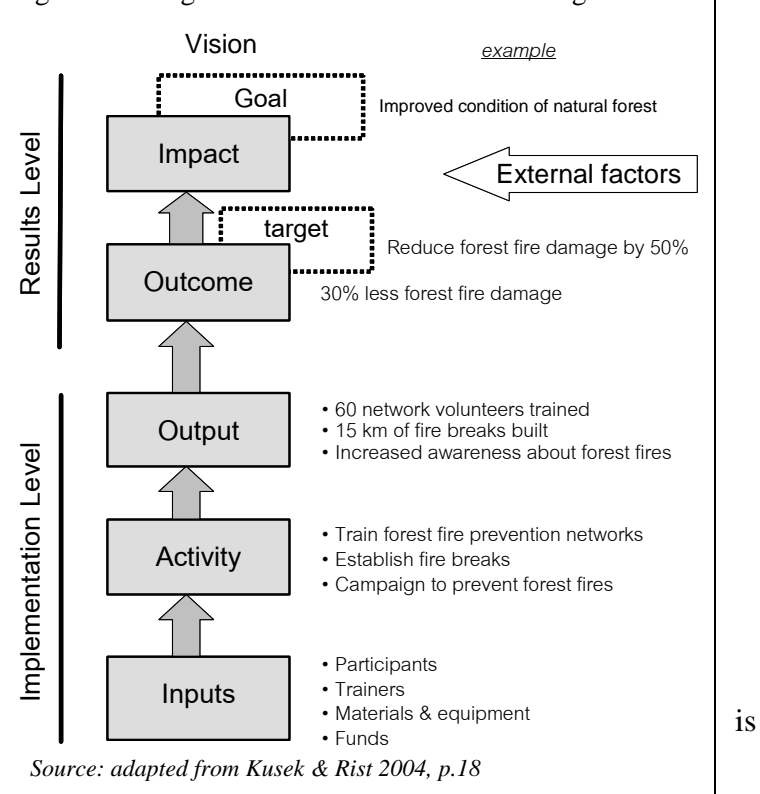 Vision
example
Goal
Improved condition of natural forest
Impact
External factors
Results Level
target
Reduce forest fire damage by 50%
Outcome
30% less forest fire damage
Output
• 60 network volunteers trained
• 15 km of fire breaks built
• Increased awareness about forest fires
Implementation Level
Activity
• Train forest fire prevention networks
• Establish fire breaks
• Campaign to prevent forest fires
Inputs
• Participants
• Trainers
• Materials & equipment
• Funds
is
Source: adapted from Kusek & Rist 2004, p.18